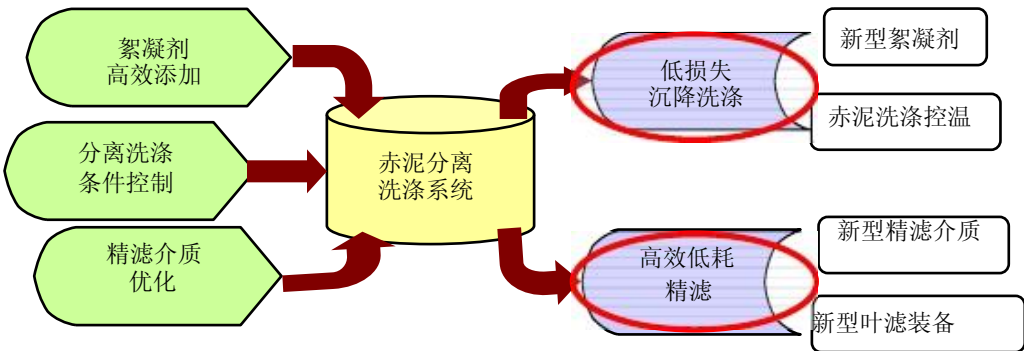 絮凝剂
高效添加
分离洗涤
条件控制
精滤介质
优化
赤泥分离
洗涤系统
低损失
沉降洗涤
新型絮凝剂
赤泥洗涤控温
高效低耗
精滤
新型精滤介质
新型叶滤装备